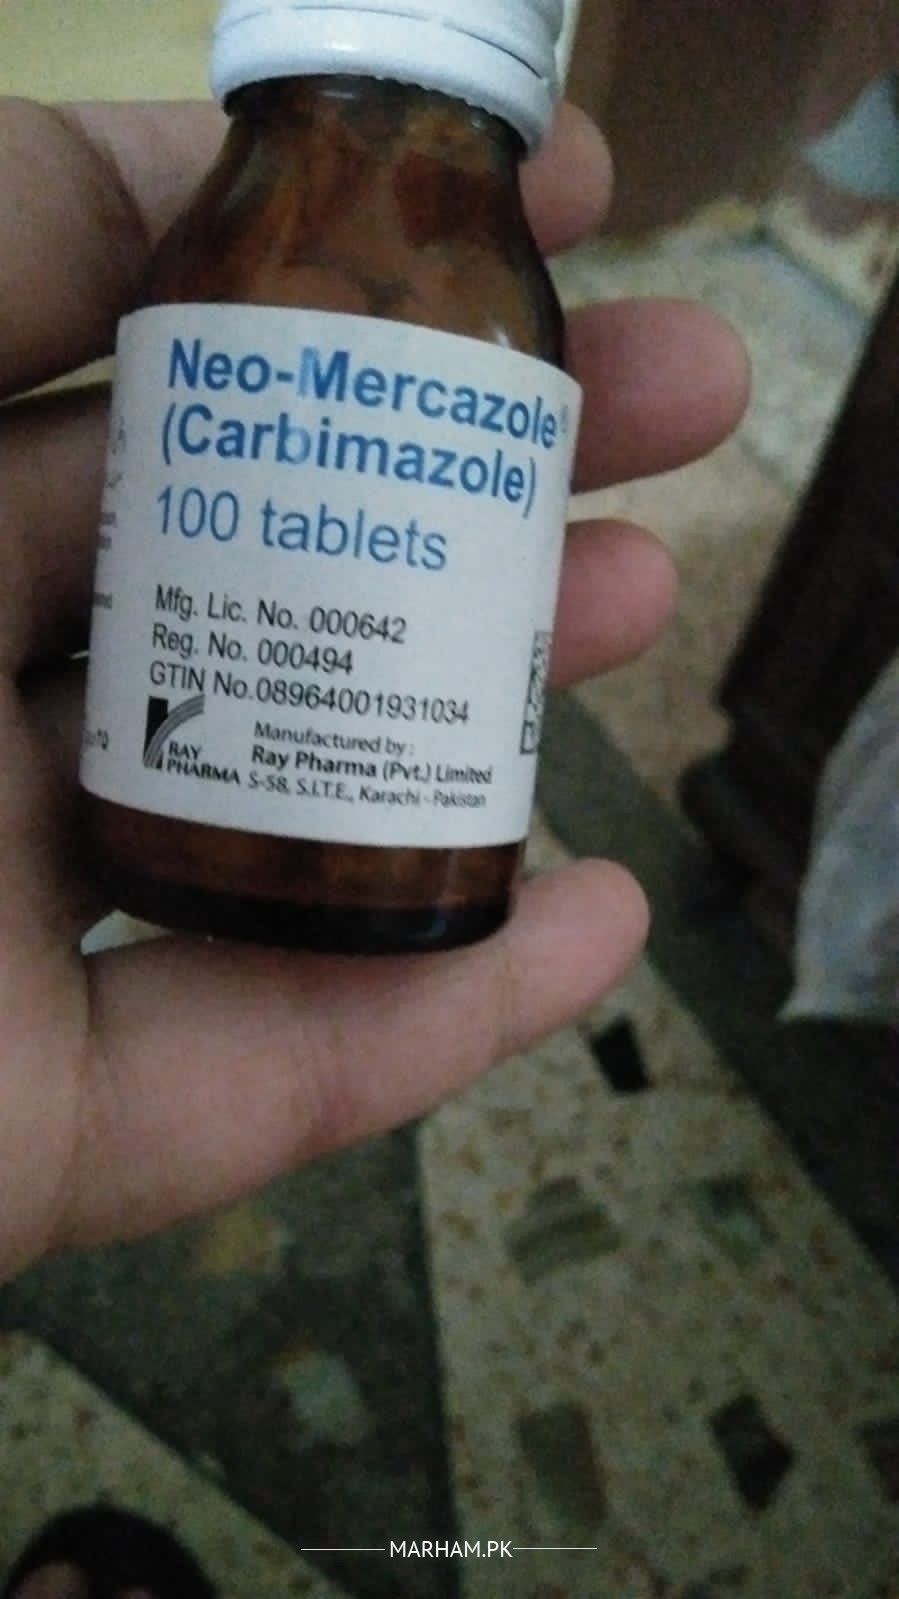 Neo-Mercazole®
(Carbimazole)
100 tablets
Mfg. Lic. No. 000642
Reg. No. 000494
GTIN No.08964001931034
RAY
PHARMA
Manufactured by:
Ray Pharma (Pvt.) Limited
S-58, S.I.T.E., Karachi - Pakistan
MARHAM.PK